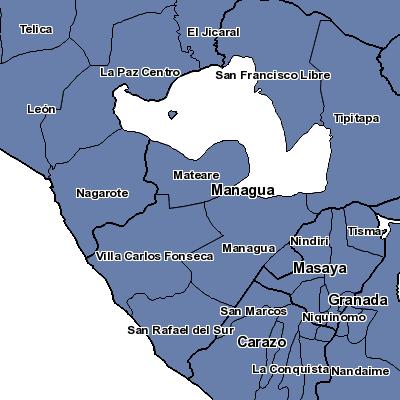 Telica
El Jicaral
La Paz Centro
San Francisco Libre
León
Tipitapa
Mateare
Nagarote
Managua
Tisma
Nindirí
Managua
Villa Carlos Fonseca
Masaya
Granada
San Marcos
Niquinomo
San Rafael del Sur
Carazo
La Conquista
Nandaime